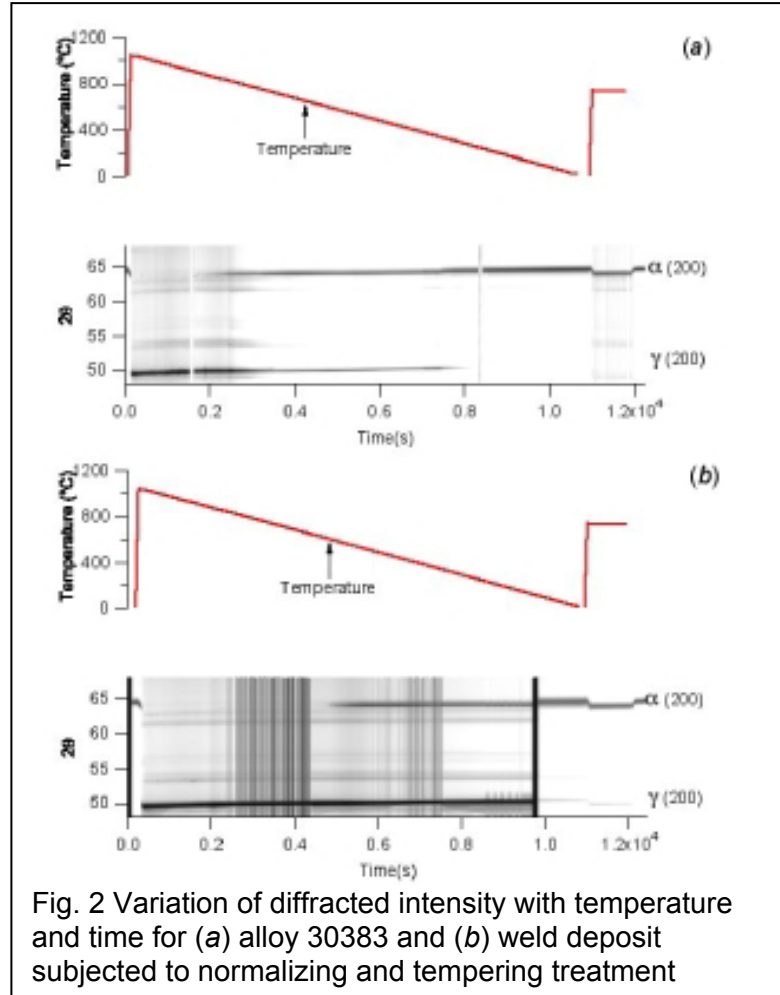 (a)
1200
800
400
0
Temperature (°C)
Temperature
65
60
55
50
2θ
α (200)
γ (200)
0.0 0.2 0.4 0.6 0.8 1.0 1.2x10⁴
Time(s)
(b)
1200
800
400
0
Temperature (°C)
Temperature
65
60
55
50
2θ
α (200)
γ (200)
0.0 0.2 0.4 0.6 0.8 1.0 1.2x10⁴
Time(s)
Fig. 2 Variation of diffracted intensity with temperature
and time for (a) alloy 30383 and (b) weld deposit
subjected to normalizing and tempering treatment